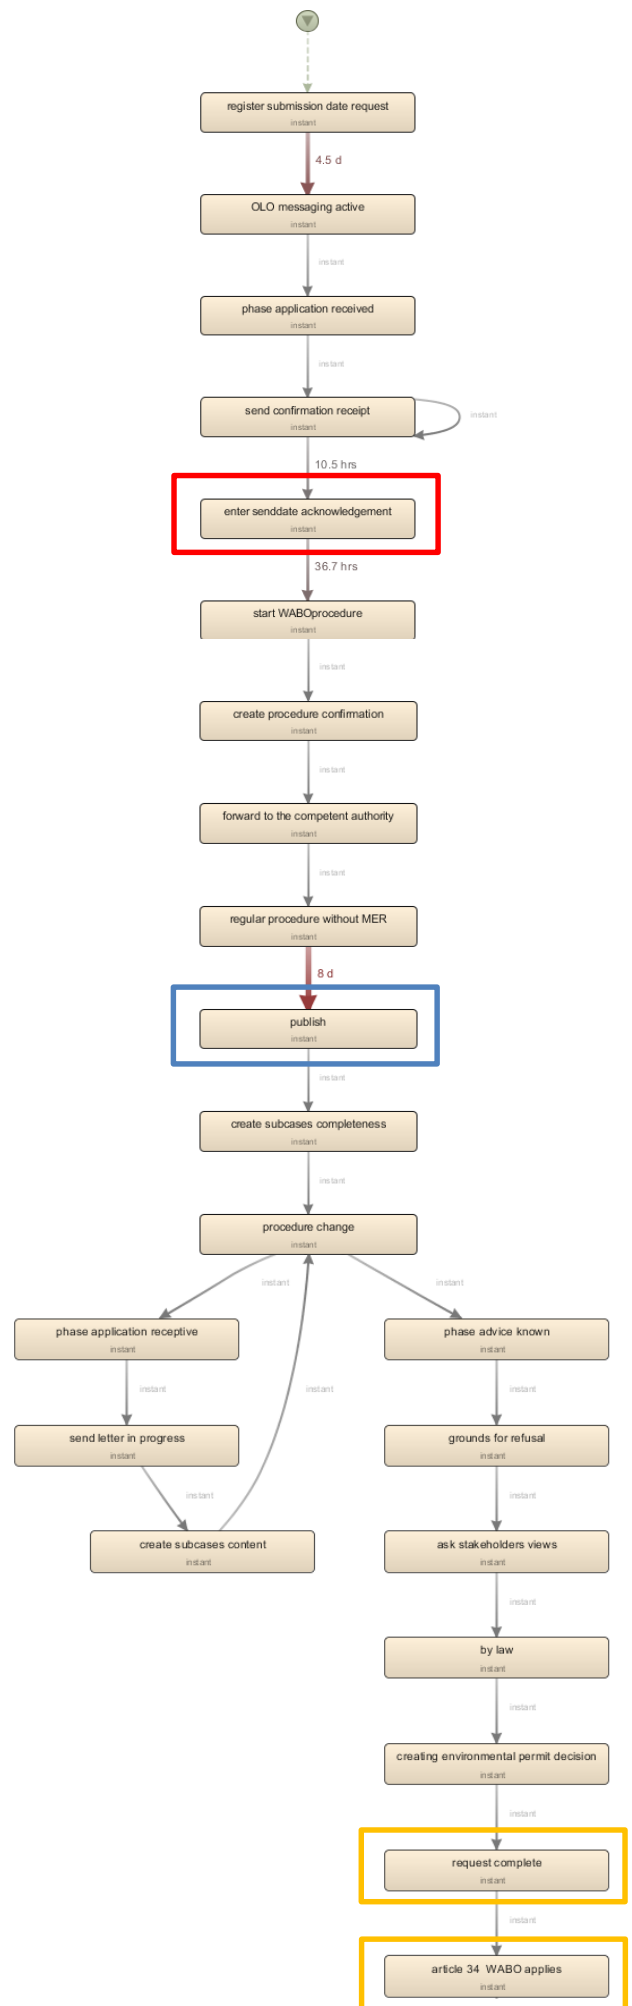 register submission date request
instant
4.5 d
OLO messaging active
instant
instant
phase application received
instant
instant
send confirmation receipt
instant
instant
10.5 hrs
enter senddate acknowledgement
instant
36.7 hrs
start WABOprocedure
instant
instant
create procedure confirmation
instant
instant
forward to the competent authority
instant
instant
regular procedure without MER
instant
8 d
publish
instant
instant
create subcases completeness
instant
instant
procedure change
instant
instant
instant
phase application receptive
instant
phase advice known
instant
instant
instant
instant
send letter in progress
instant
grounds for refusal
instant
instant
instant
create subcases content
instant
ask stakeholders views
instant
instant
by law
instant
instant
creating environmental permit decision
instant
instant
request complete
instant
instant
article 34 WABO applies
instant